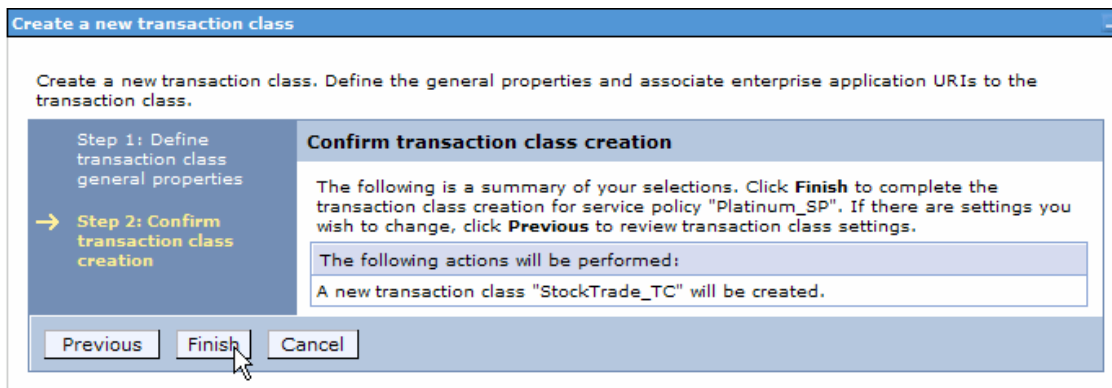 Create a new transaction class
Create a new transaction class. Define the general properties and associate enterprise application URIs to the
transaction class.
Step 1: Define
transaction class
general properties
Step 2: Confirm
transaction class
creation
Confirm transaction class creation
The following is a summary of your selections. Click Finish to complete the
transaction class creation for service policy "Platinum_SP". If there are settings you
wish to change, click Previous to review transaction class settings.
The following actions will be performed:
A new transaction class "StockTrade_TC" will be created.
Previous Finish Cancel